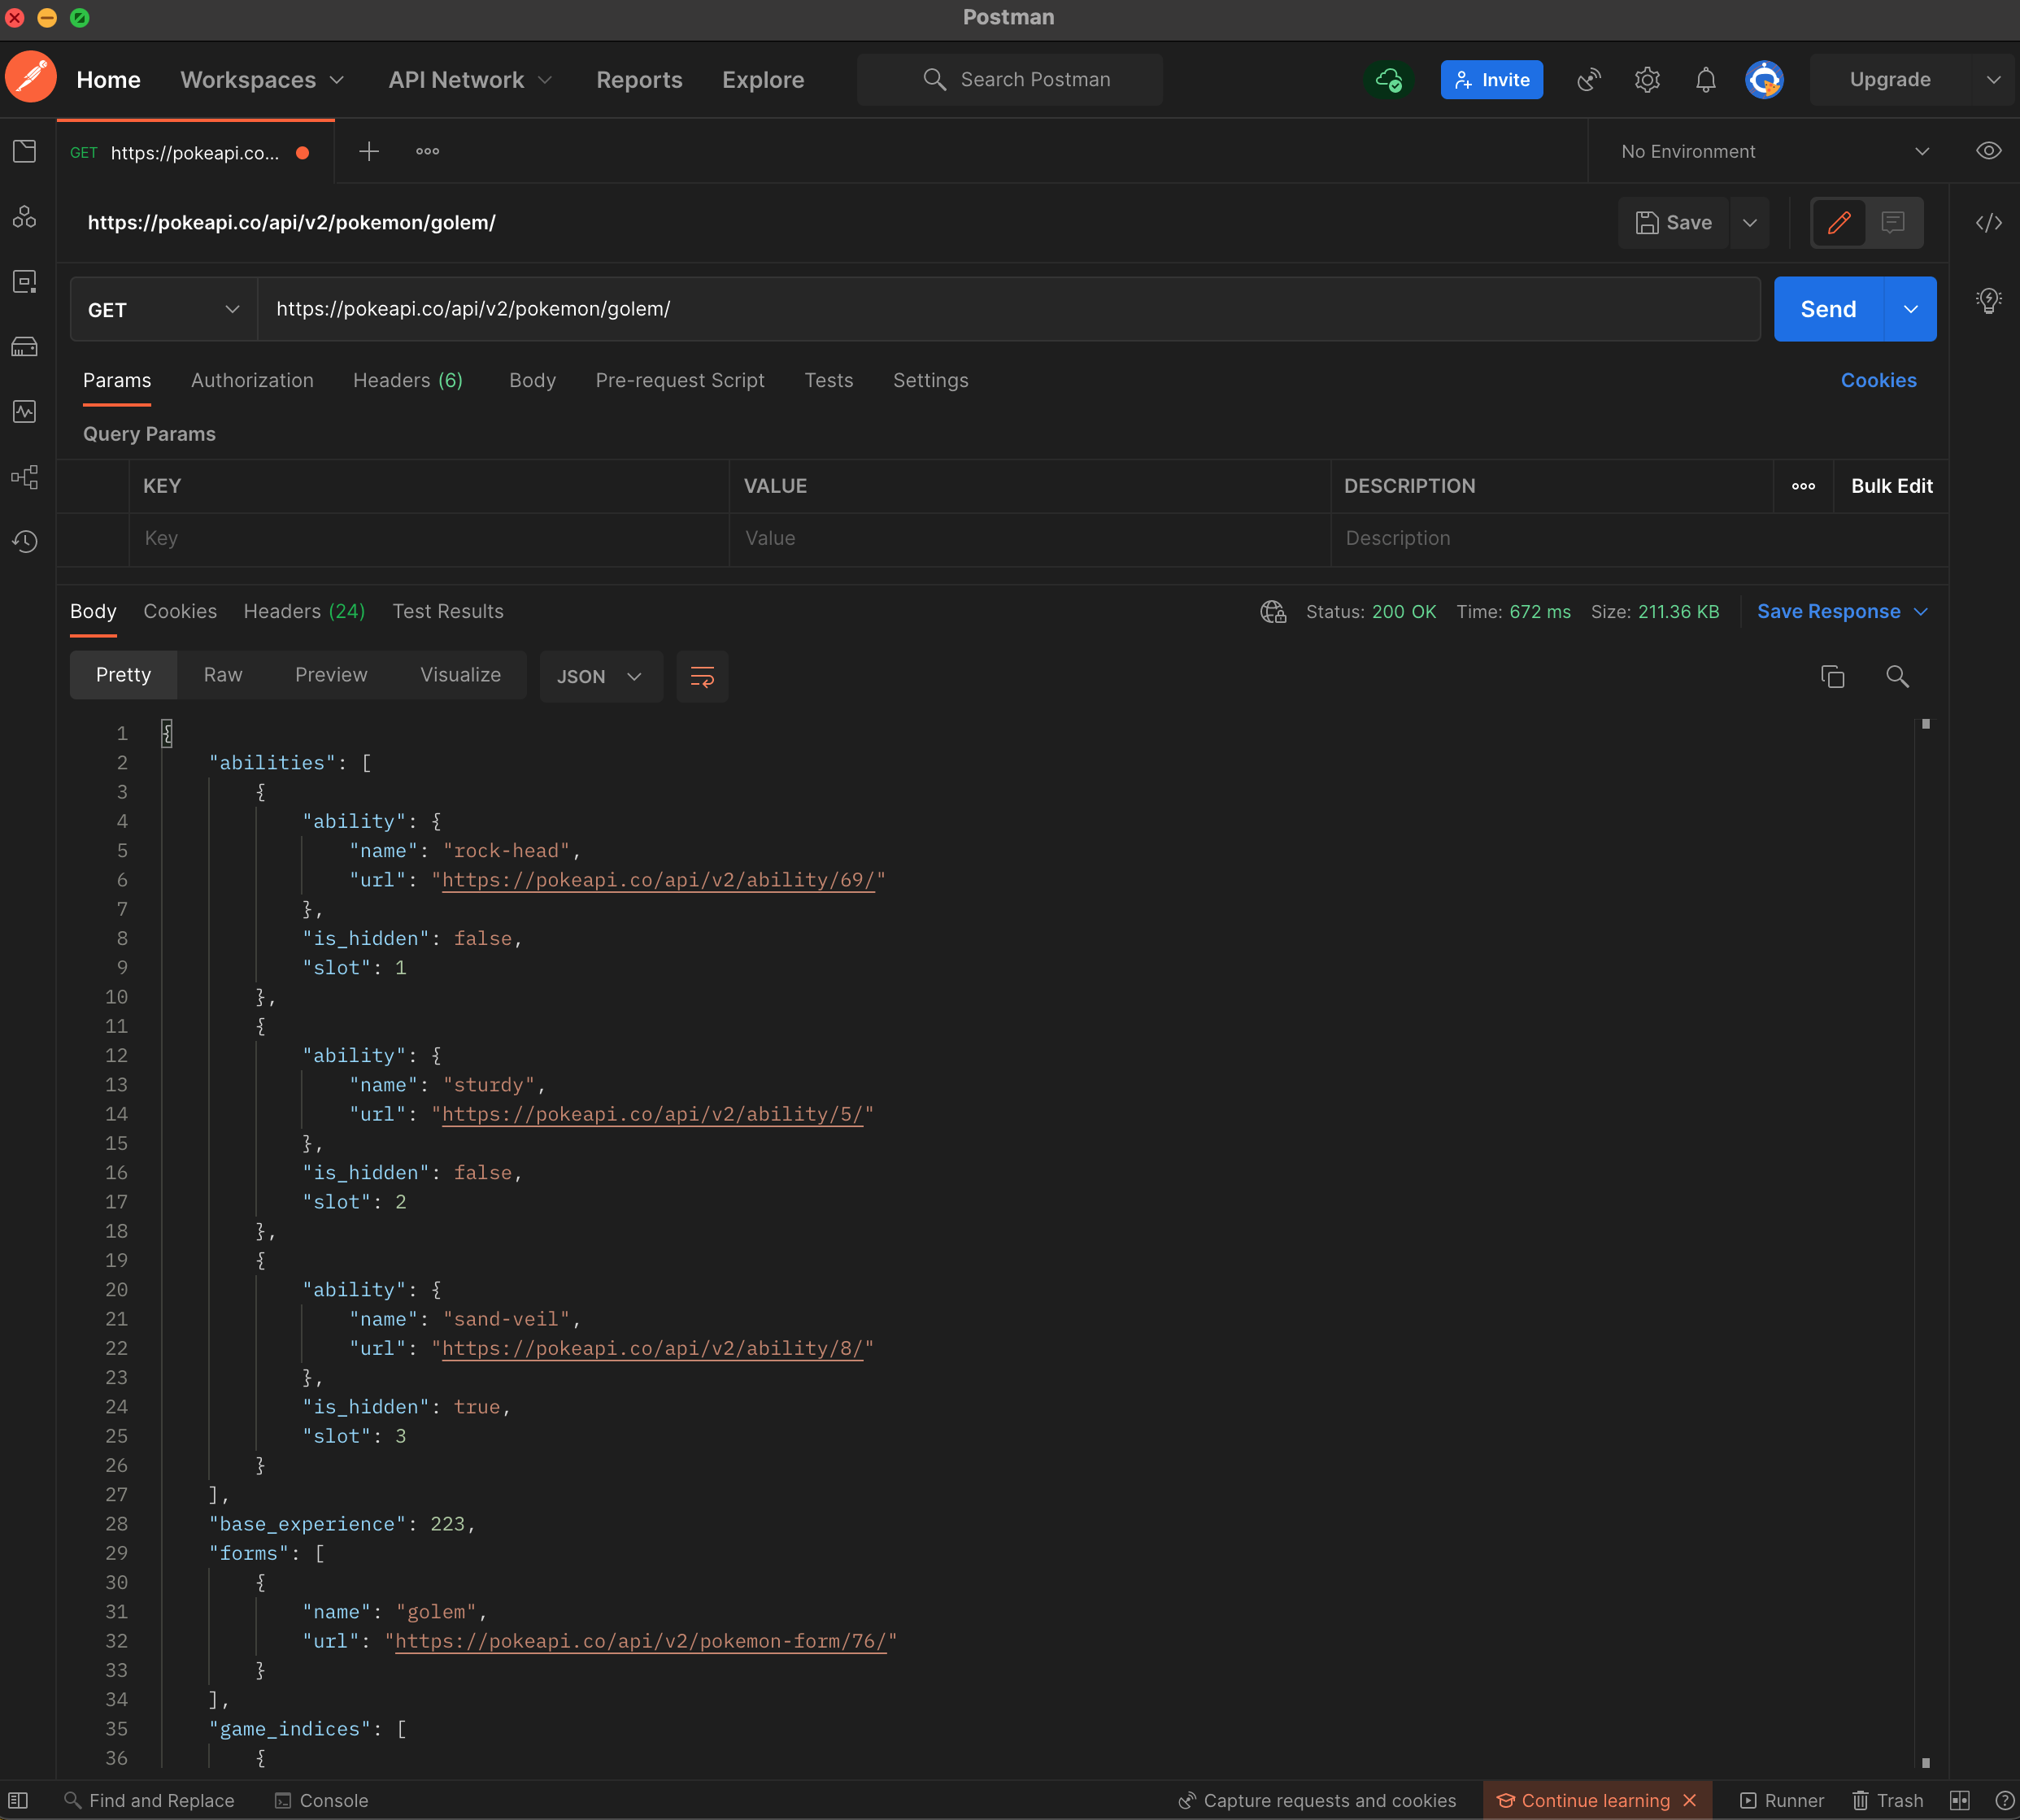 Postman
Home Workspaces API Network Reports Explore Search Postman Invite Upgrade
GET https://pokeapi.co... No Environment
https://pokeapi.co/api/v2/pokemon/golem/ Save
GET https://pokeapi.co/api/v2/pokemon/golem/ Send
Params Authorization Headers (6) Body Pre-request Script Tests Settings Cookies
Query Params
KEY VALUE DESCRIPTION Bulk Edit
Key Value Description
Body Cookies Headers (24) Test Results Status: 200 OK Time: 672 ms Size: 211.36 KB Save Response
Pretty Raw Preview Visualize JSON
1 {
2 "abilities": [
3 {
4 "ability": {
5 "name": "rock-head",
6 "url": "https://pokeapi.co/api/v2/ability/69/"
7 },
8 "is_hidden": false,
9 "slot": 1
10 },
11 {
12 "ability": {
13 "name": "sturdy",
14 "url": "https://pokeapi.co/api/v2/ability/5/"
15 },
16 "is_hidden": false,
17 "slot": 2
18 },
19 {
20 "ability": {
21 "name": "sand-veil",
22 "url": "https://pokeapi.co/api/v2/ability/8/"
23 },
24 "is_hidden": true,
25 "slot": 3
26 }
27 ],
28 "base_experience": 223,
29 "forms": [
30 {
31 "name": "golem",
32 "url": "https://pokeapi.co/api/v2/pokemon-form/76/"
33 }
34 ],
35 "game_indices": [
36 {
Find and Replace Console Capture requests and cookies Continue learning Runner Trash